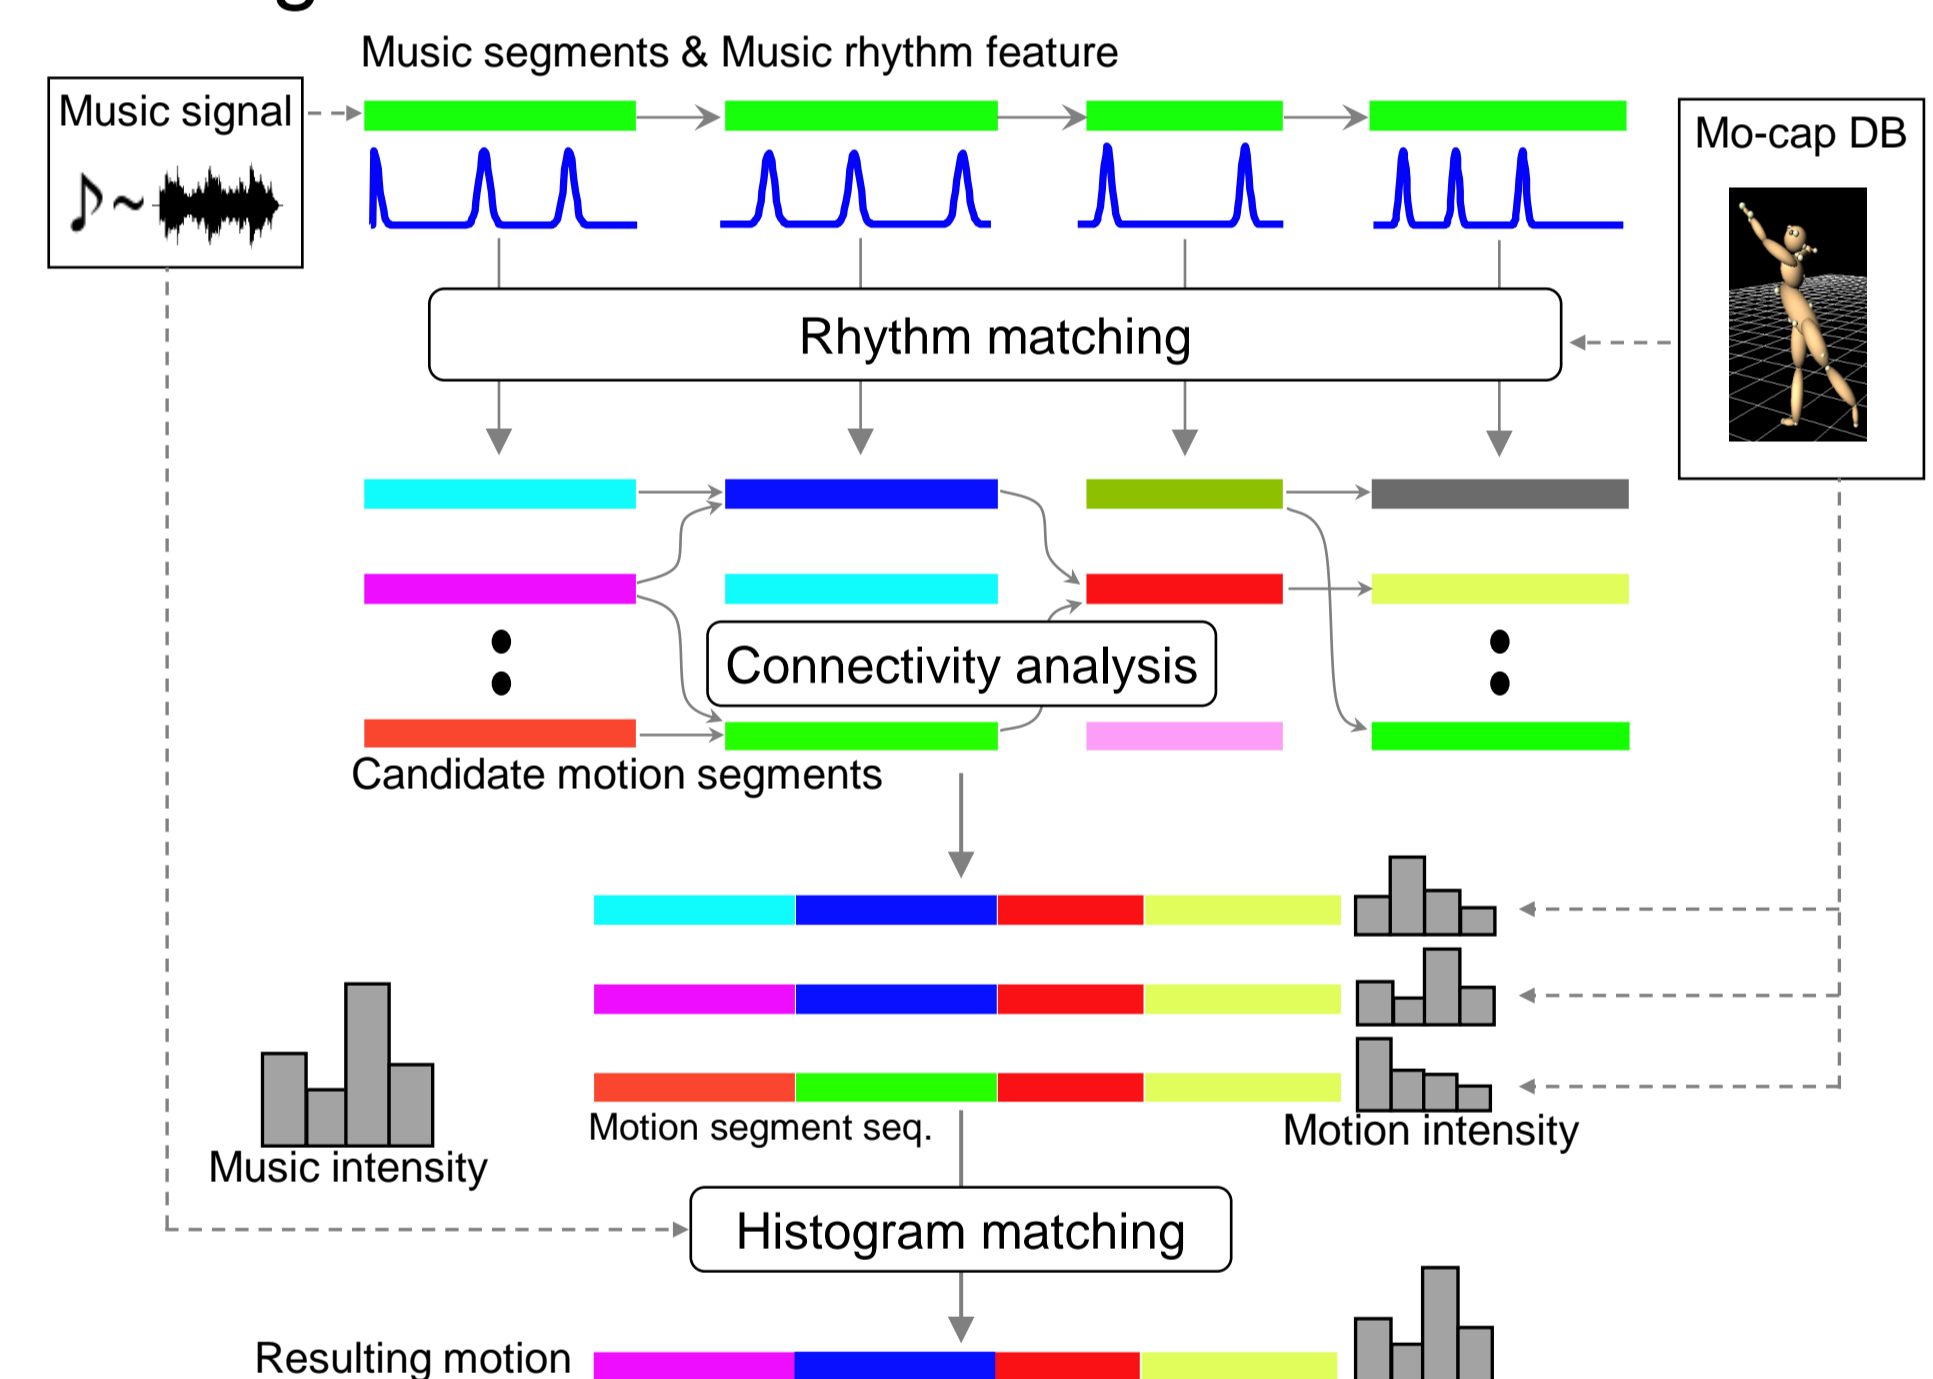 Music segments & Music rhythm feature
Music signal
Mo-cap DB
Rhythm matching
Connectivity analysis
Candidate motion segments
Motion segment seq.
Motion intensity
Music intensity
Histogram matching
Resulting motion